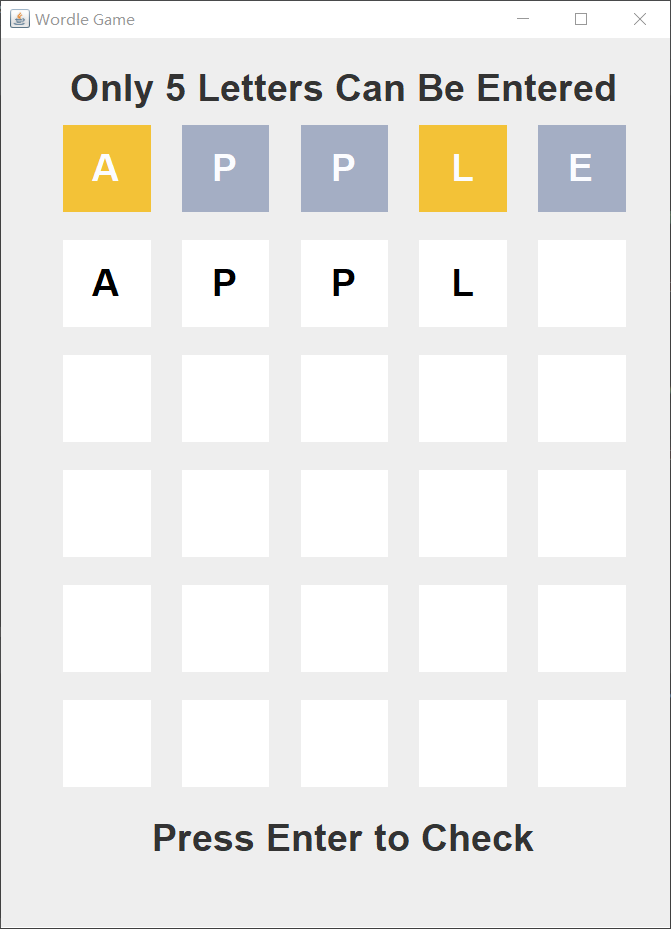 Wordle Game
Only 5 Letters Can Be Entered
A P P L E
A P P L
Press Enter to Check